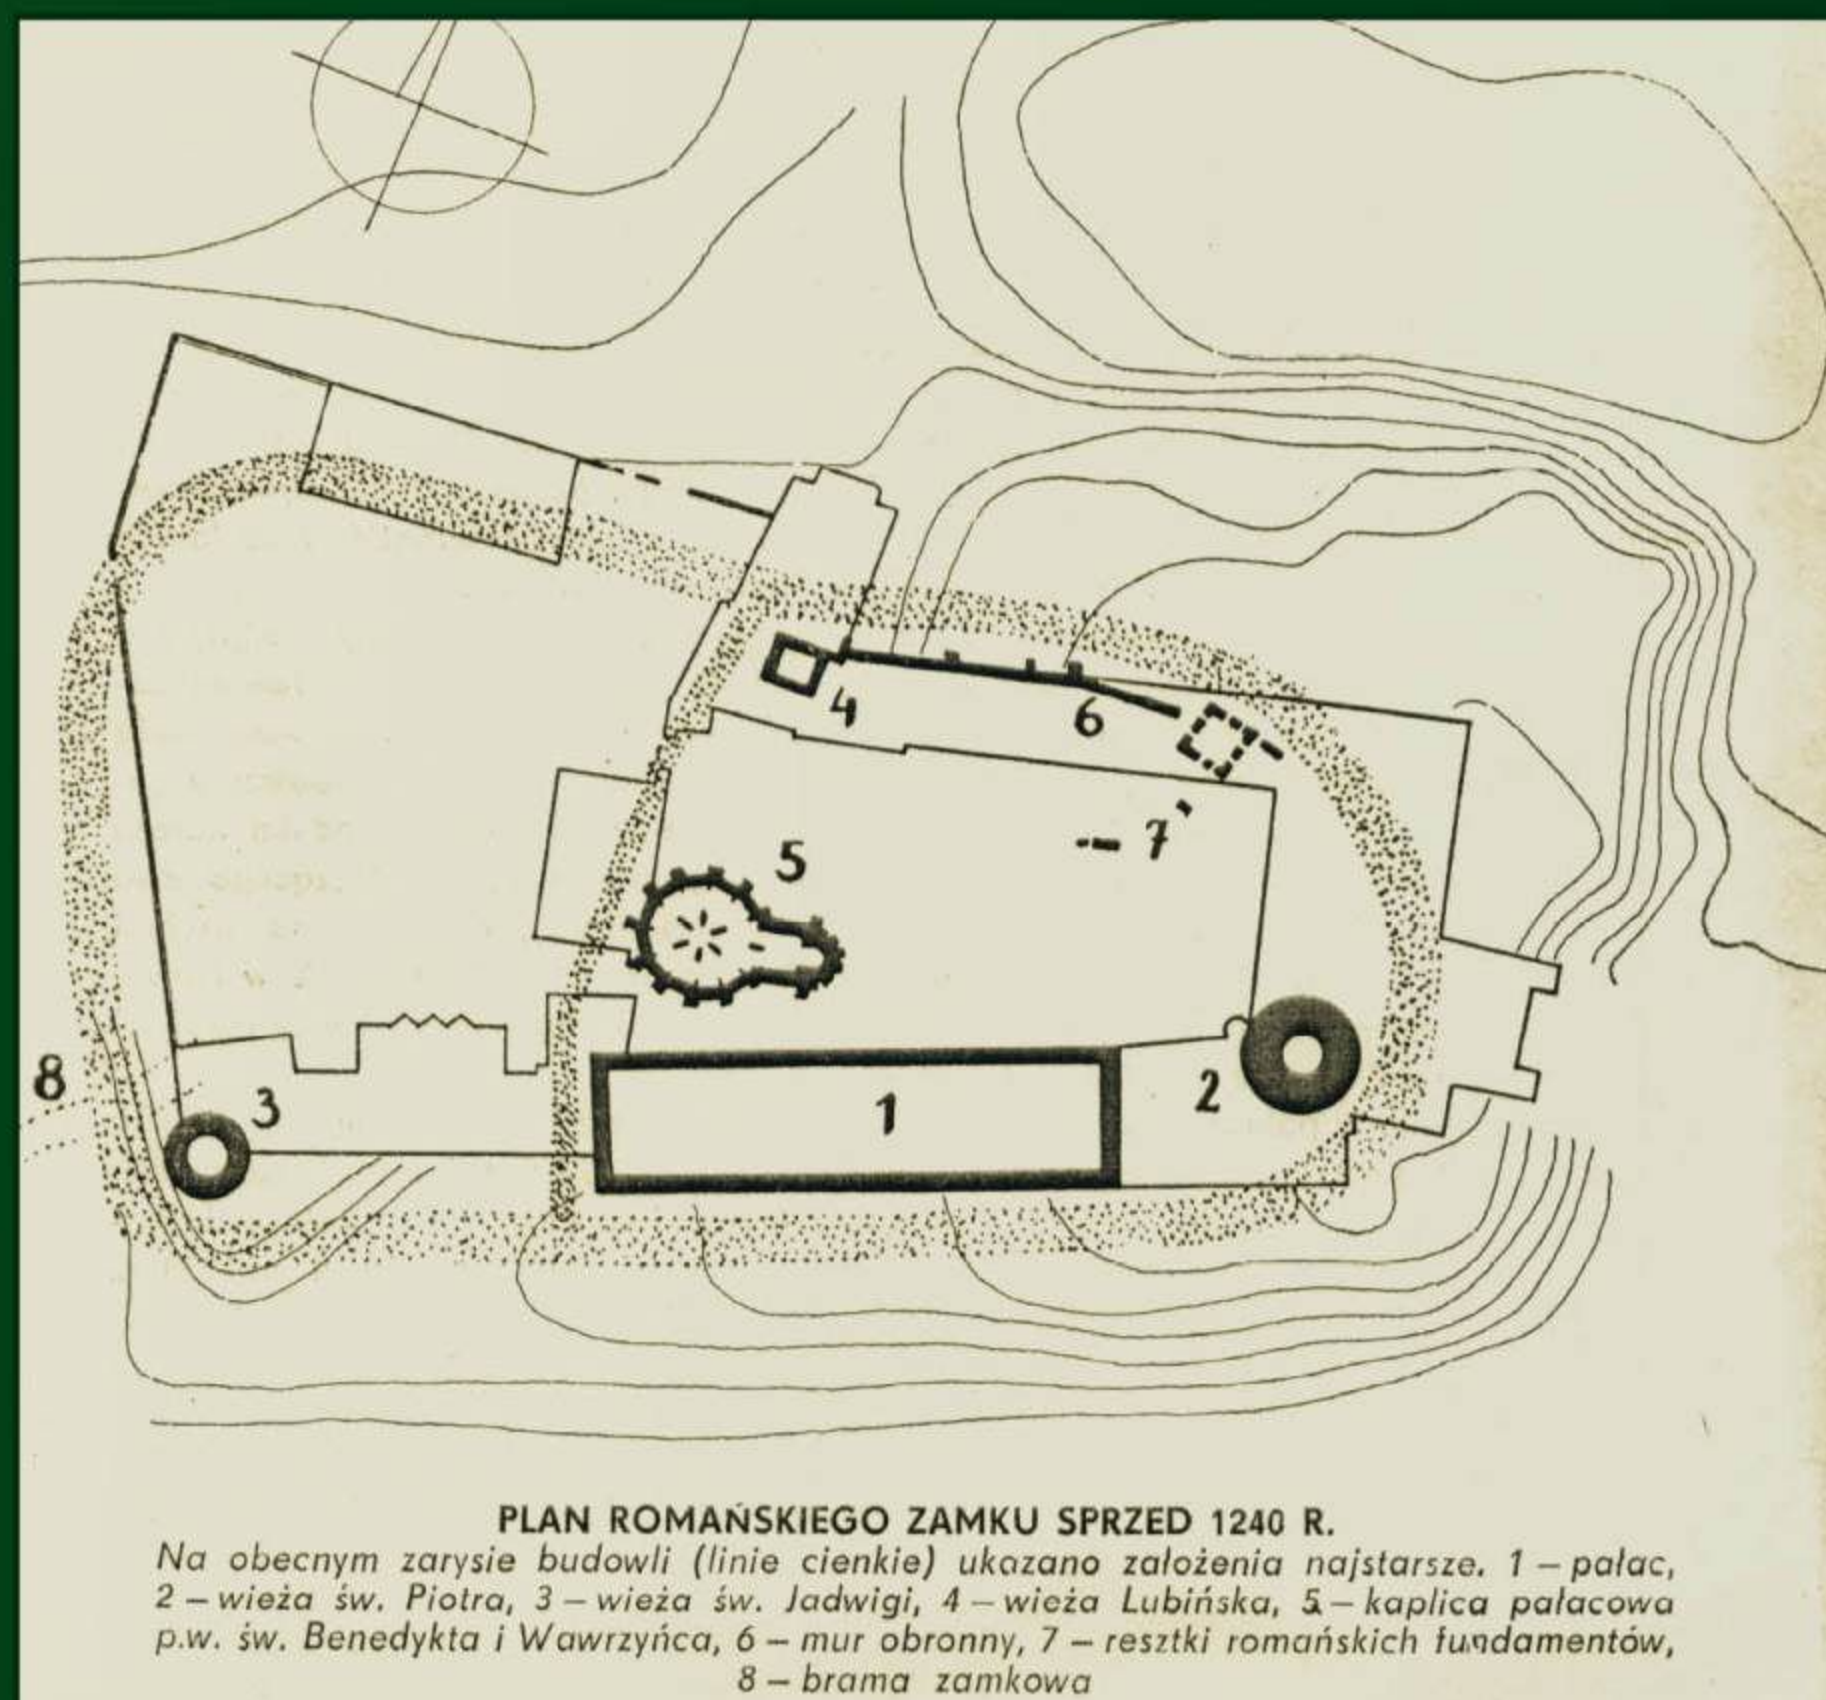 4
6
7
5
8
3
1
2
PLAN ROMAŃSKIEGO ZAMKU SPRZED 1240 R.
Na obecnym zarysie budowli (linie cienkie) ukazano założenia najstarsze. 1 – pałac,
2 – wieża św. Piotra, 3 – wieża św. Jadwigi, 4 – wieża Lubińska, 5 – kaplica pałacowa
p.w. św. Benedykta i Wawrzyńca, 6 – mur obronny, 7 – resztki romańskich fundamentów,
8 – brama zamkowa